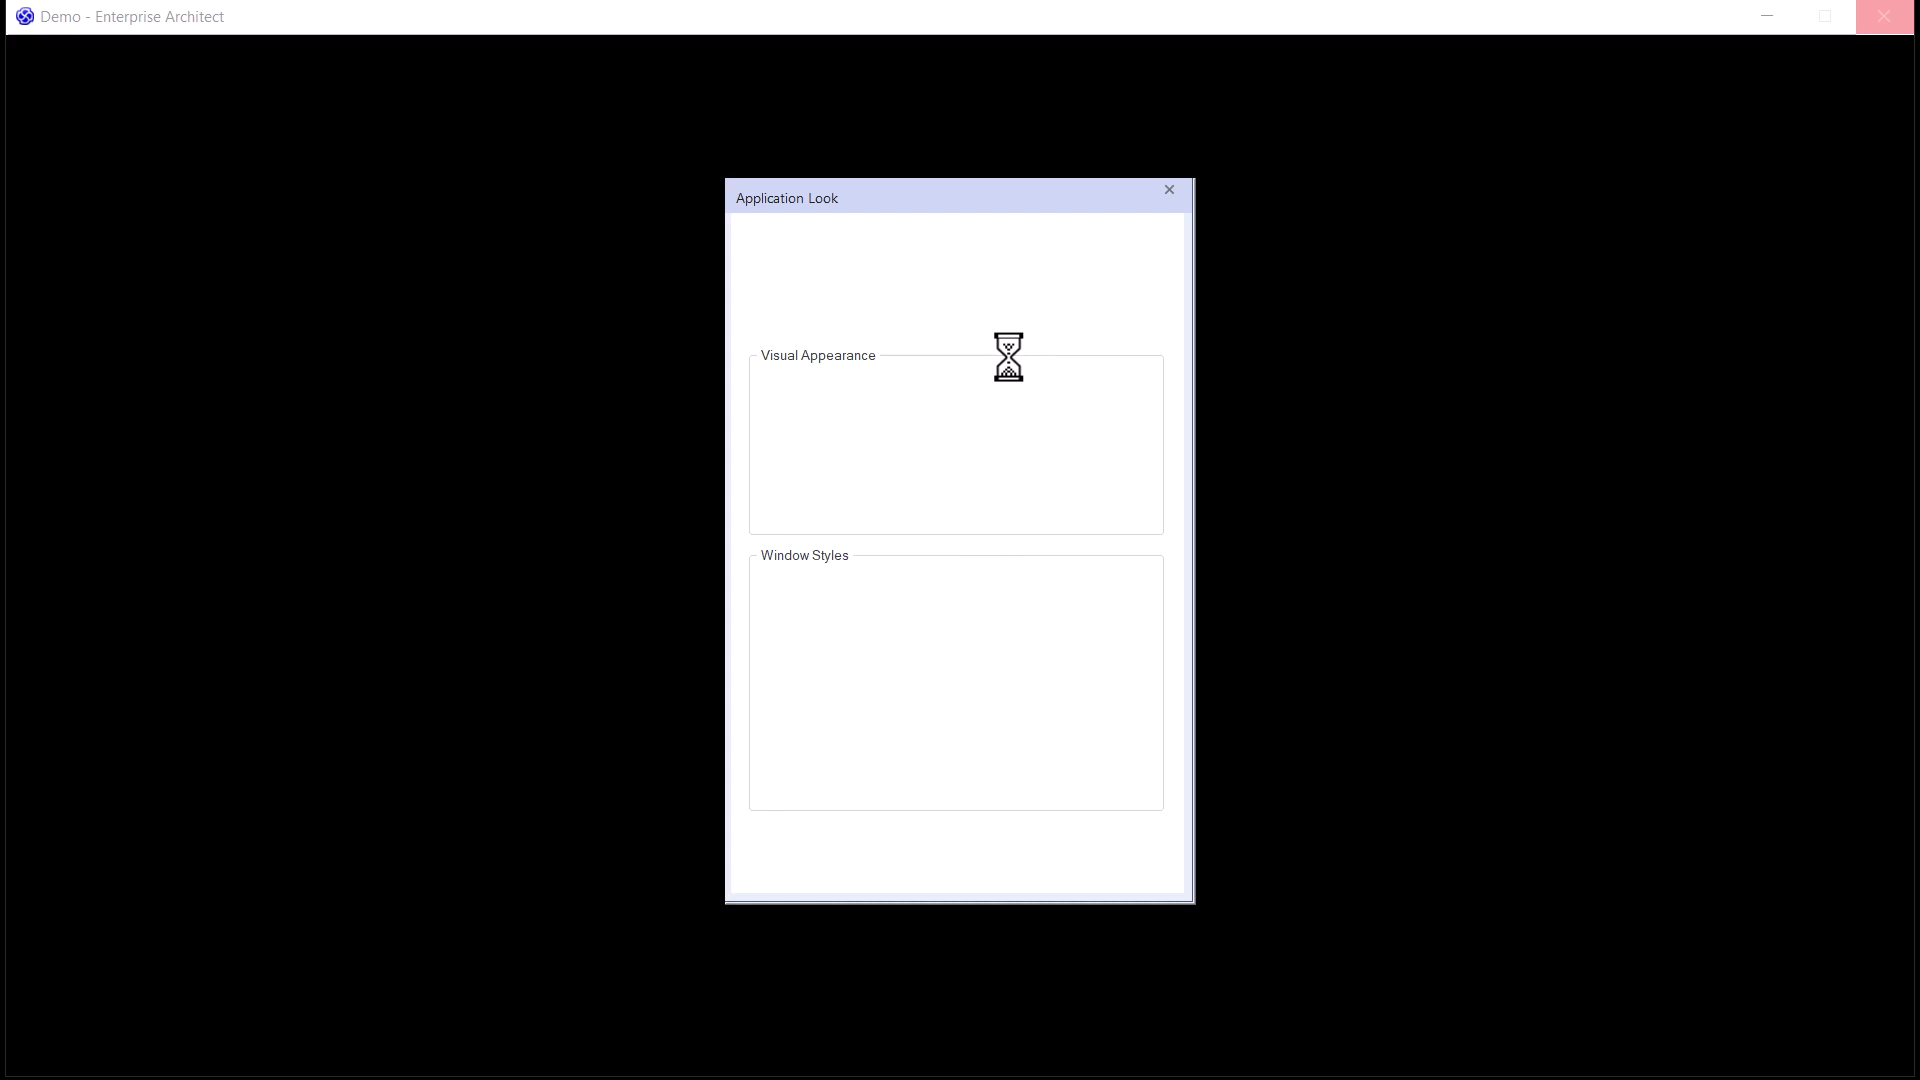 Demo - Enterprise Architect
Application Look
Visual Appearance
Window Styles